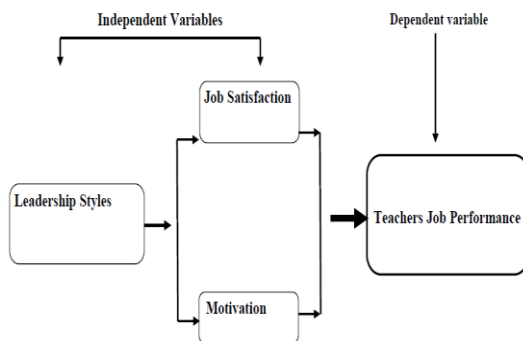 Independent Variables
Dependent variable
Job Satisfaction
Leadership Styles
Teachers Job Performance
Motivation